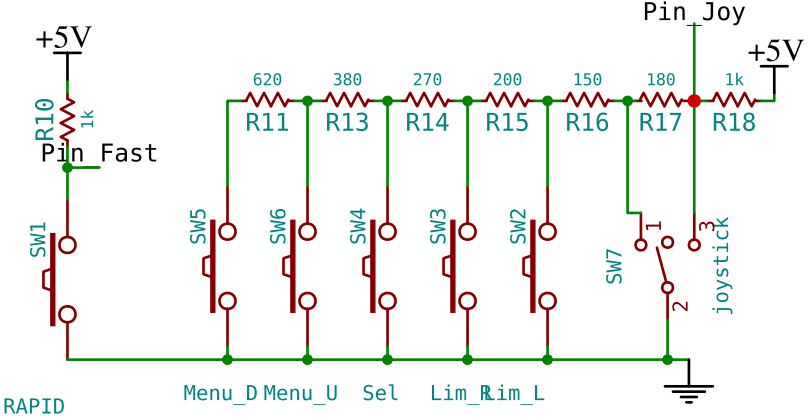 Pin_Joy
+5V
+5V
620
380
270
200
150
180
1k
R10
1k
R11
R13
R14
R15
R16
R17
R18
Pin_Fast
SW1
SW5
SW6
SW4
SW3
SW2
SW7
1
3
2
joystick
Menu_D
Menu_U
Sel
Lim_R
Lim_L
RAPID